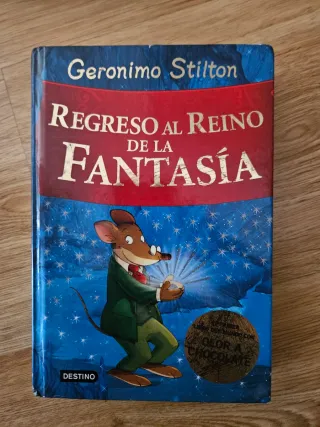 Geronimo Stilton
REGRESO AL REINO
DE LA
FANTASÍA
OLOR A
CHOCOLATE
DESTINO